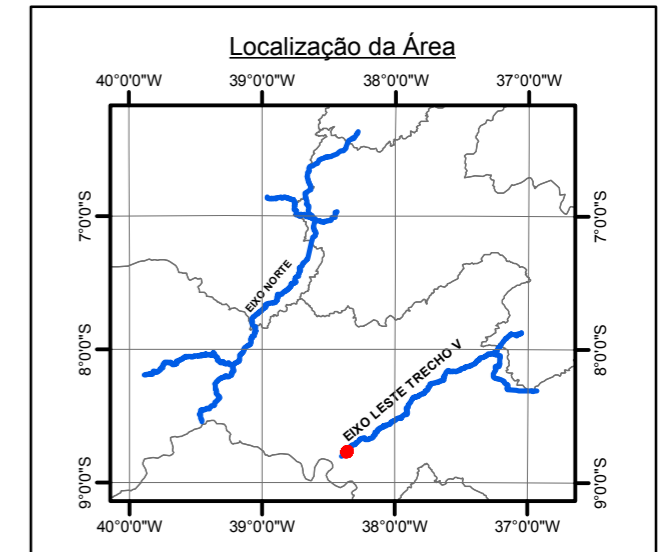 Localização da Área
40°0'0"W 39°0'0"W 38°0'0"W 37°0'0"W
7°0'0"S 7°0'0"S
EIXO NORTE
8°0'0"S 8°0'0"S
EIXO LESTE TRECHO V
9°0'0"S 9°0'0"S
40°0'0"W 39°0'0"W 38°0'0"W 37°0'0"W